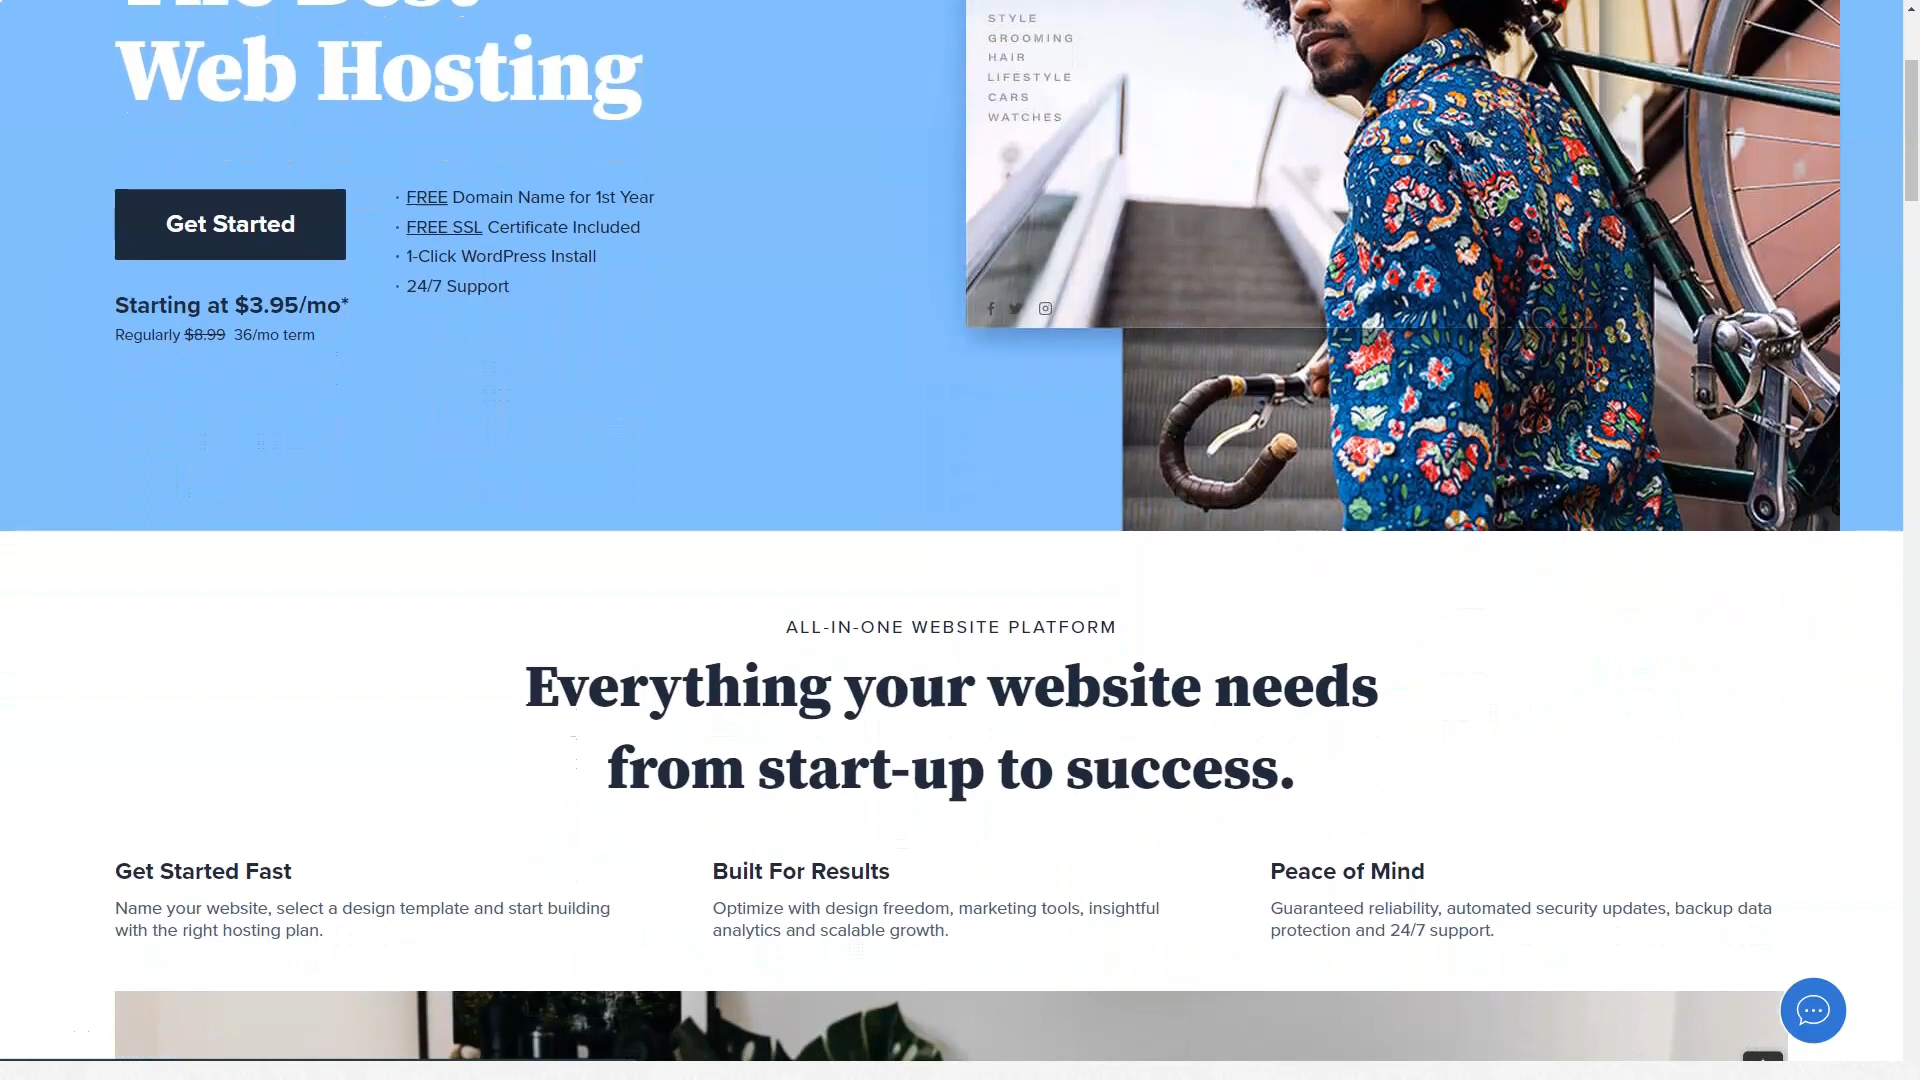 The Best
Web Hosting
Get Started
Starting at $3.95/mo*
Regularly $8.99 36/mo term
· FREE Domain Name for 1st Year
· FREE SSL Certificate Included
· 1-Click WordPress Install
· 24/7 Support
STYLE
GROOMING
HAIR
LIFESTYLE
CARS
WATCHES
ALL-IN-ONE WEBSITE PLATFORM
Everything your website needs
from start-up to success.
Get Started Fast
Name your website, select a design template and start building
with the right hosting plan.
Built For Results
Optimize with design freedom, marketing tools, insightful
analytics and scalable growth.
Peace of Mind
Guaranteed reliability, automated security updates, backup data
protection and 24/7 support.